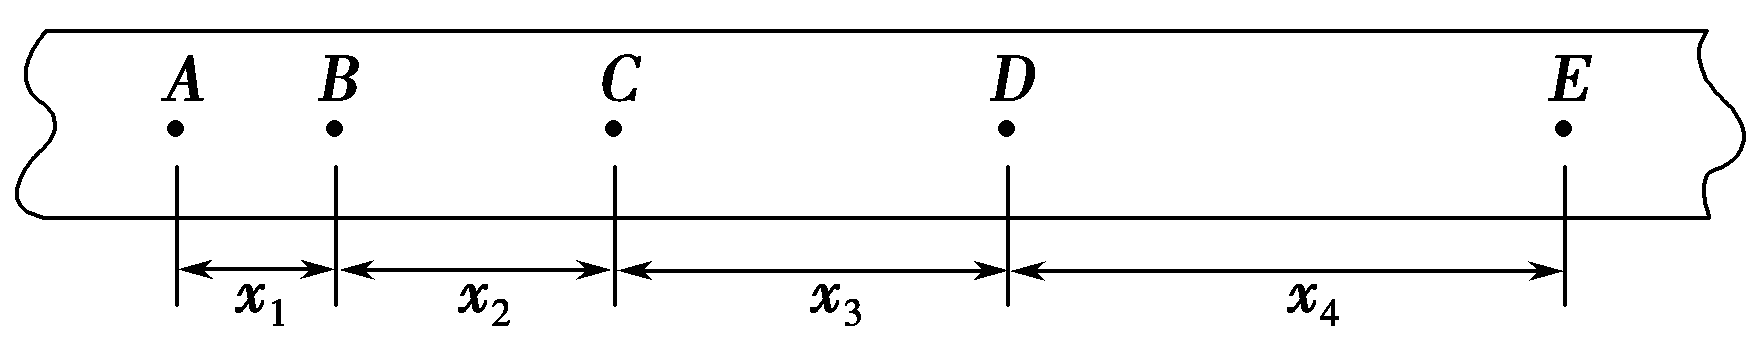 A B C D E
x₁ x₂ x₃ x₄